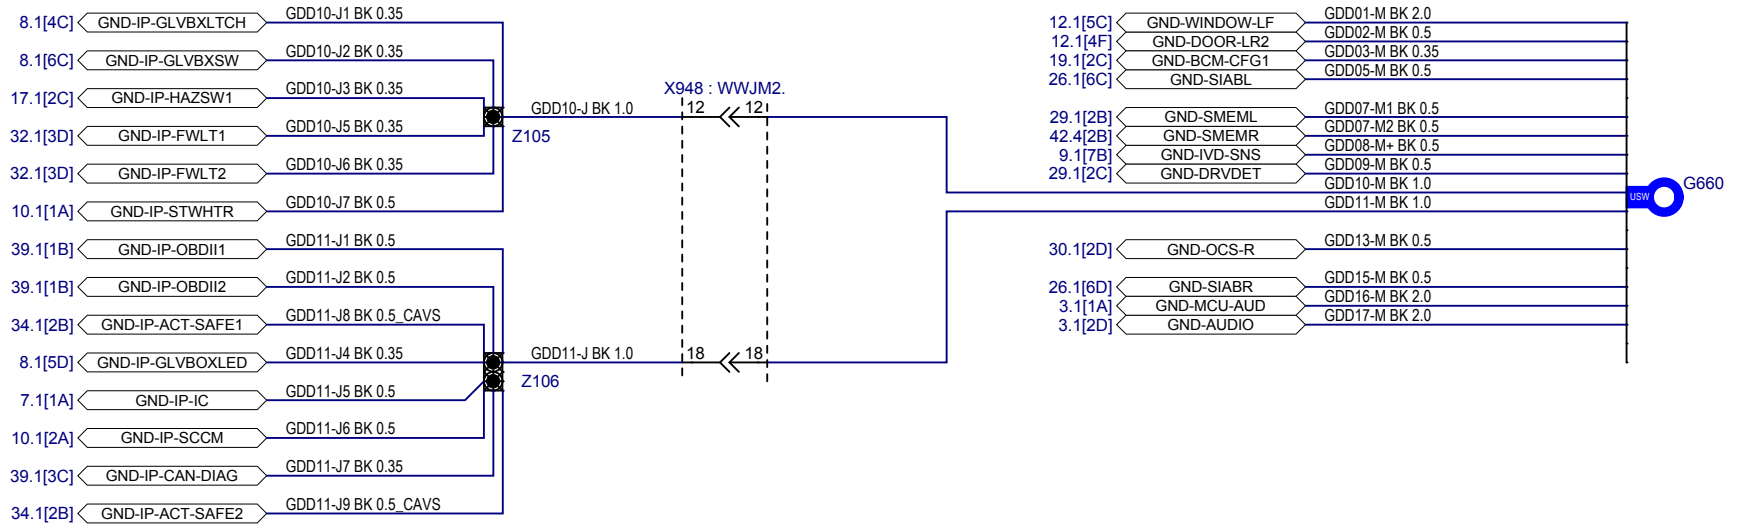 8.1[4C] GND-IP-GLVBXLTCH GDD10-J1 BK 0.35
8.1[6C] GND-IP-GLVBXSW GDD10-J2 BK 0.35
17.1[2C] GND-IP-HAZSW1 GDD10-J3 BK 0.35
32.1[3D] GND-IP-FWLT1 GDD10-J5 BK 0.35
32.1[3D] GND-IP-FWLT2 GDD10-J6 BK 0.35
10.1[1A] GND-IP-STWHTR GDD10-J7 BK 0.5
39.1[1B] GND-IP-OBDII1 GDD11-J1 BK 0.5
39.1[1B] GND-IP-OBDII2 GDD11-J2 BK 0.5
34.1[2B] GND-IP-ACT-SAFE1 GDD11-J8 BK 0.5_CAVS
8.1[5D] GND-IP-GLVBOXLED GDD11-J4 BK 0.35
7.1[1A] GND-IP-IC GDD11-J5 BK 0.5
10.1[2A] GND-IP-SCCM GDD11-J6 BK 0.5
39.1[3C] GND-IP-CAN-DIAG GDD11-J7 BK 0.35
34.1[2B] GND-IP-ACT-SAFE2 GDD11-J9 BK 0.5_CAVS
GDD10-J BK 1.0
Z105
GDD11-J BK 1.0
Z106
X948 : WWJM2.
12 12
18 18
12.1[5C] GND-WINDOW-LF GDD01-M BK 2.0
12.1[4F] GND-DOOR-LR2 GDD02-M BK 0.5
19.1[2C] GND-BCM-CFG1 GDD03-M BK 0.35
26.1[6C] GND-SIABL GDD05-M BK 0.5
29.1[2B] GND-SMEML GDD07-M1 BK 0.5
42.4[2B] GND-SMEMR GDD07-M2 BK 0.5
9.1[7B] GND-IVD-SNS GDD08-M+ BK 0.5
29.1[2C] GND-DRVDET GDD09-M BK 0.5
GDD10-M BK 1.0
GDD11-M BK 1.0
30.1[2D] GND-OCS-R GDD13-M BK 0.5
26.1[6D] GND-SIABR GDD15-M BK 0.5
3.1[1A] GND-MCU-AUD GDD16-M BK 2.0
3.1[2D] GND-AUDIO GDD17-M BK 2.0
USW
G660